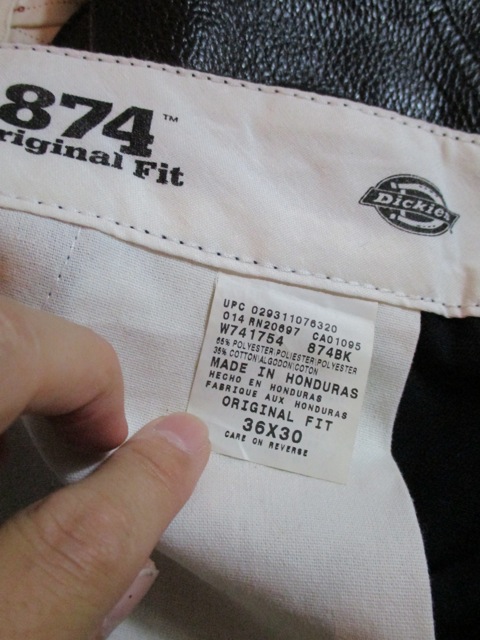 874™
Original Fit
Dickies
UPC 029311076320
014 RN20697 CA01095
W741754 874BK
65% POLYESTER/POLIESTER/POLYESTER
35% COTTON/ALGODON/COTON
MADE IN HONDURAS
HECHO EN HONDURAS
FABRIQUE AUX HONDURAS
ORIGINAL FIT
36X30
CARE ON REVERSE